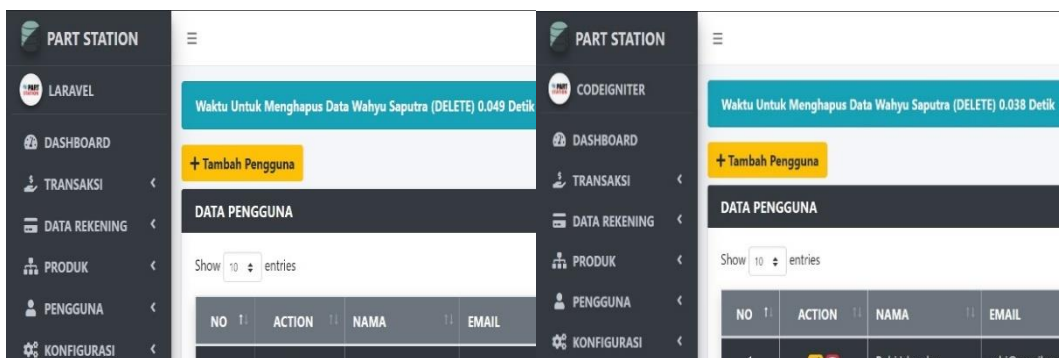 PART STATION
LARAVEL
DASHBOARD
TRANSAKSI
DATA REKENING
PRODUK
PENGGUNA
KONFIGURASI
Waktu Untuk Menghapus Data Wahyu Saputra (DELETE) 0.049 Detik
+ Tambah Pengguna
DATA PENGGUNA
Show 10 entries
NO ACTION NAMA EMAIL
PART STATION
CODEIGNITER
DASHBOARD
TRANSAKSI
DATA REKENING
PRODUK
PENGGUNA
KONFIGURASI
Waktu Untuk Menghapus Data Wahyu Saputra (DELETE) 0.038 Detik
+ Tambah Pengguna
DATA PENGGUNA
Show 10 entries
NO ACTION NAMA EMAIL